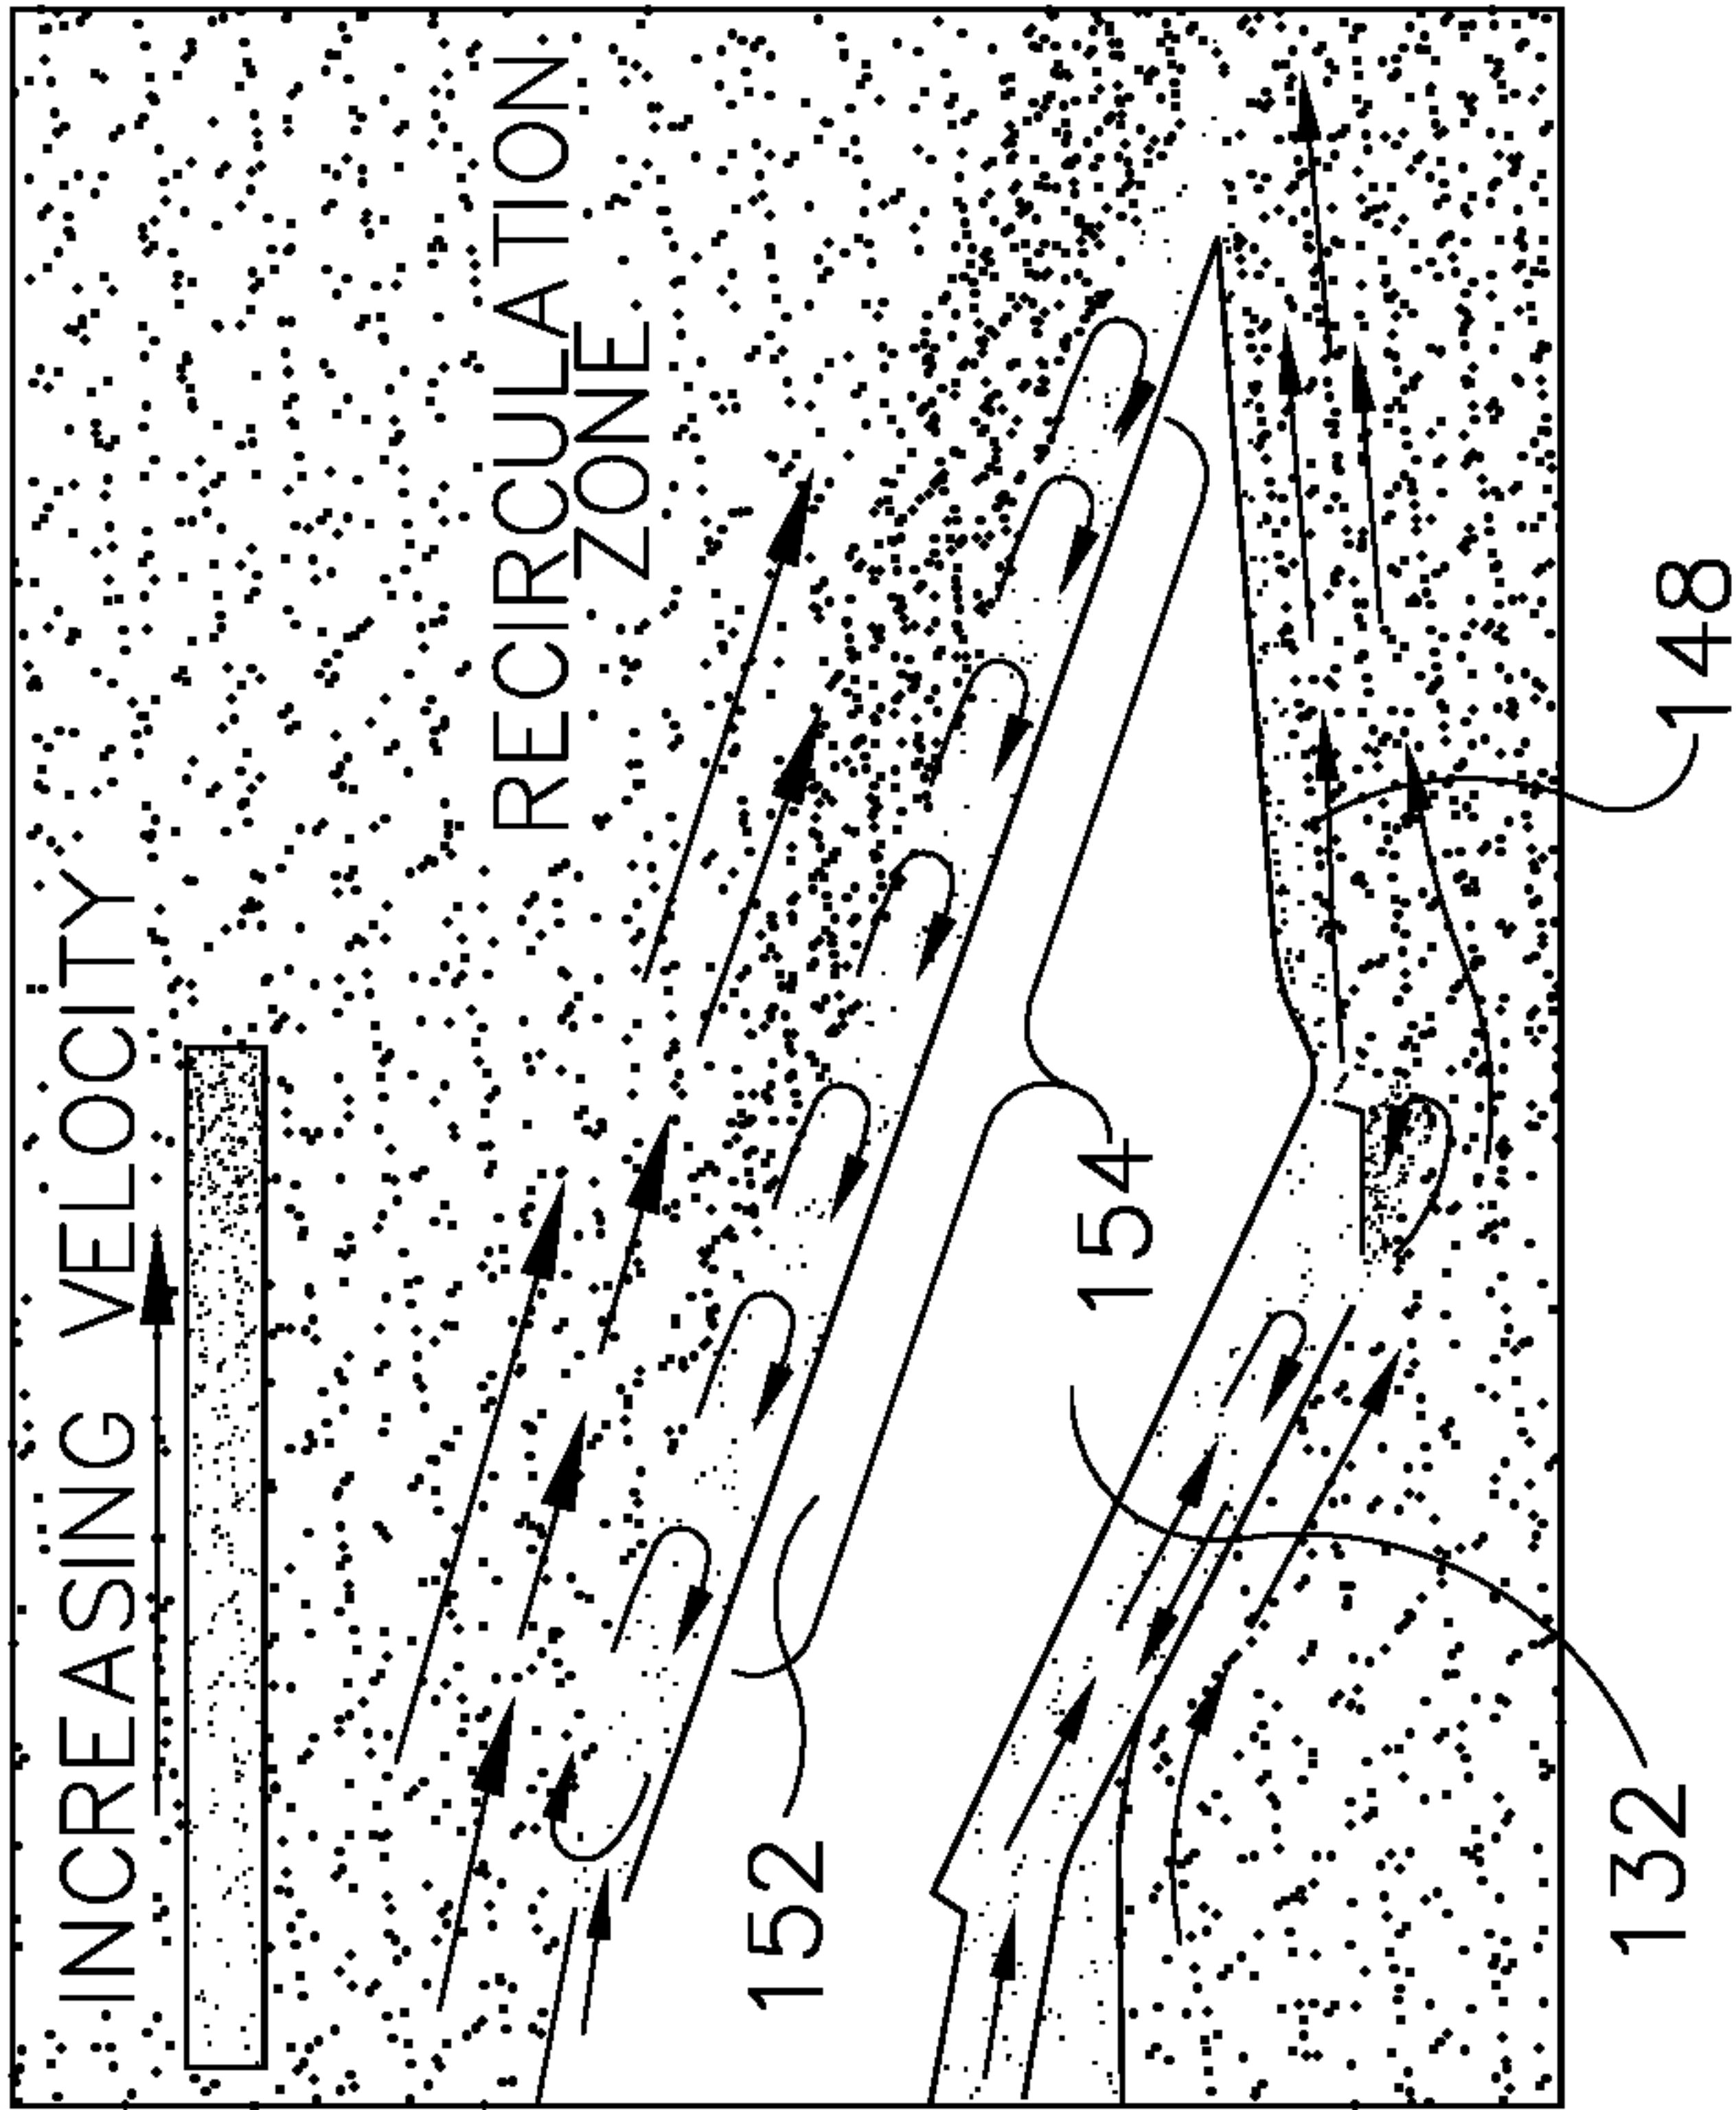 INCREASING VELOCITY
RECIRCULATION
ZONE
152
154
148
132